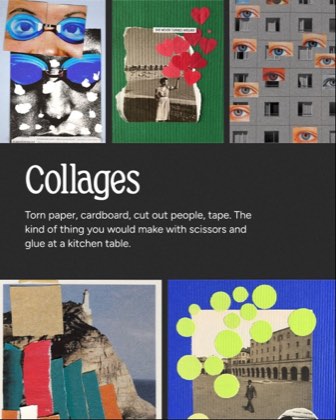 Collages
Torn paper, cardboard, cut out people, tape. The
kind of thing you would make with scissors and
glue at a kitchen table.